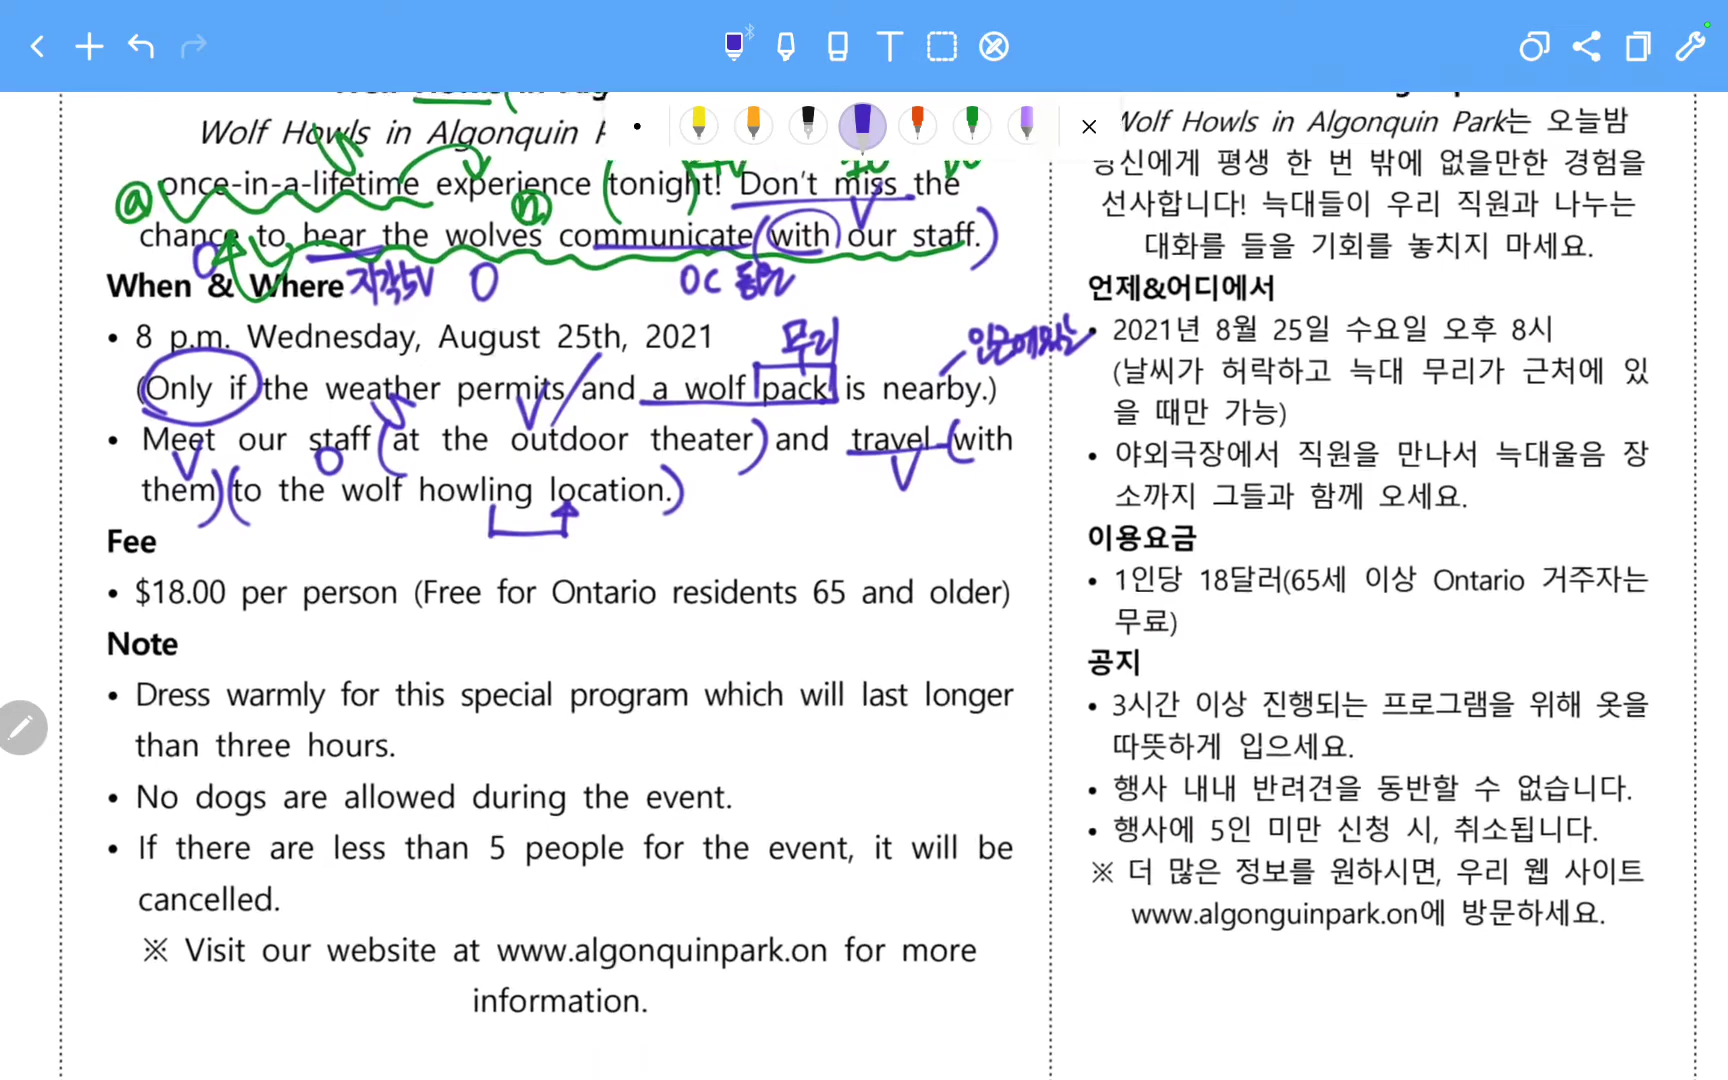 Wolf Howls in Algonquin
once-in-a-lifetime experience tonight! Don't miss the
chance to hear the wolves communicate with our staff.
지각5V O OC 동원
When & Where
• 8 p.m. Wednesday, August 25th, 2021
무리
인근에있는
(Only if the weather permits and a wolf pack is nearby.)
• Meet our staff at the outdoor theater and travel with
them to the wolf howling location.
Fee
• $18.00 per person (Free for Ontario residents 65 and older)
Note
• Dress warmly for this special program which will last longer
than three hours.
• No dogs are allowed during the event.
• If there are less than 5 people for the event, it will be
cancelled.
※ Visit our website at www.algonquinpark.on for more
information.
Wolf Howls in Algonquin Park는 오늘밤
당신에게 평생 한 번 밖에 없을만한 경험을
선사합니다! 늑대들이 우리 직원과 나누는
대화를 들을 기회를 놓치지 마세요.
언제&어디에서
• 2021년 8월 25일 수요일 오후 8시
(날씨가 허락하고 늑대 무리가 근처에 있
을 때만 가능)
• 야외극장에서 직원을 만나서 늑대울음 장
소까지 그들과 함께 오세요.
이용요금
• 1인당 18달러(65세 이상 Ontario 거주자는
무료)
공지
• 3시간 이상 진행되는 프로그램을 위해 옷을
따뜻하게 입으세요.
• 행사 내내 반려견을 동반할 수 없습니다.
• 행사에 5인 미만 신청 시, 취소됩니다.
※ 더 많은 정보를 원하시면, 우리 웹 사이트
www.algonguinpark.on에 방문하세요.